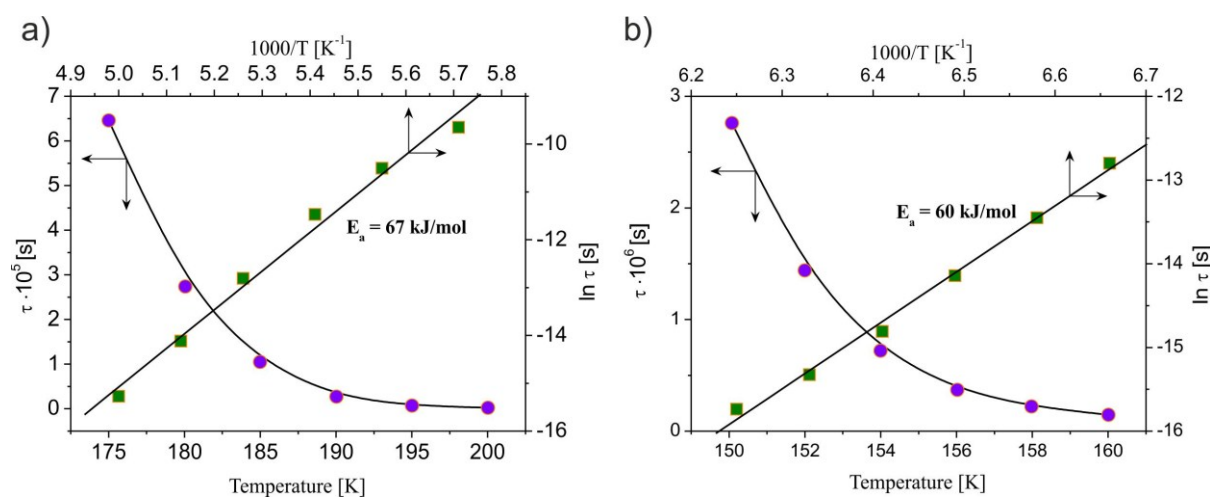 a)
1000/T [K⁻¹]
4.9 5.0 5.1 5.2 5.3 5.4 5.5 5.6 5.7 5.8
7
6
5
4
3
2
1
0
τ ·10⁵ [s]
-10
-12
-14
-16
ln τ [s]
Eₐ = 67 kJ/mol
175 180 185 190 195 200
Temperature [K]
b)
1000/T [K⁻¹]
6.2 6.3 6.4 6.5 6.6 6.7
3
2
1
0
τ ·10⁶ [s]
-12
-13
-14
-15
-16
ln τ [s]
Eₐ = 60 kJ/mol
150 152 154 156 158 160
Temperature [K]